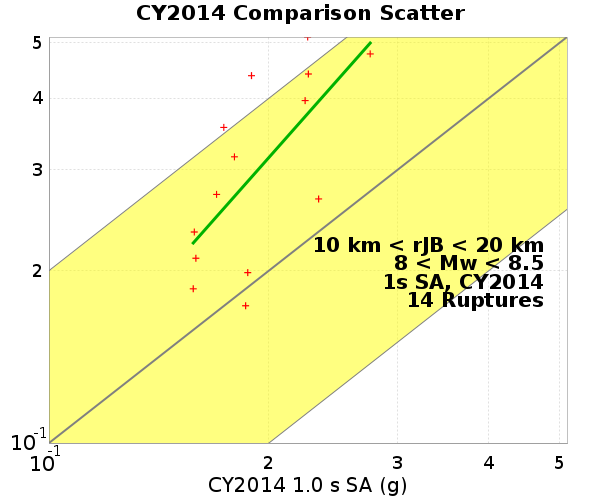 CY2014 Comparison Scatter
5
4
3
2
10-1
10 km < rJB < 20 km
8 < Mw < 8.5
1s SA, CY2014
14 Ruptures
10-1
2
3
4
5
CY2014 1.0 s SA (g)